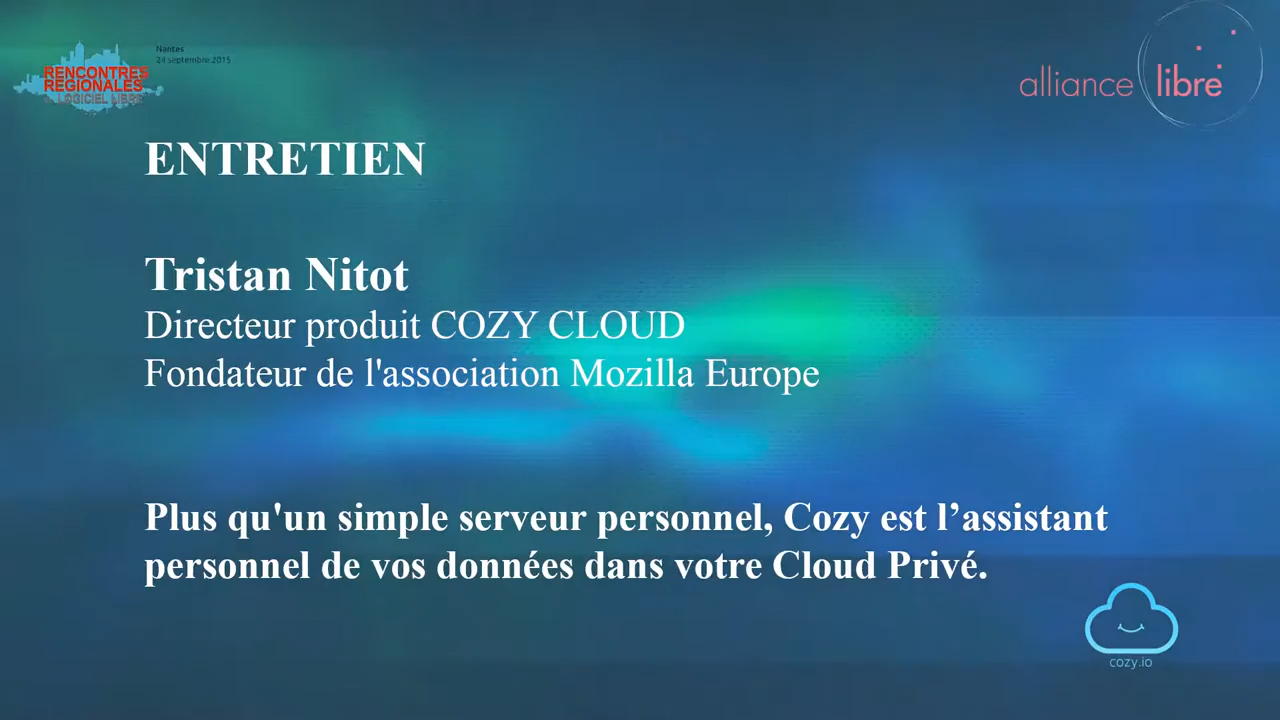 Nantes
24 septembre 2015
RENCONTRES
REGIONALES
LOGICIEL LIBRE
alliance libre
ENTRETIEN
Tristan Nitot
Directeur produit COZY CLOUD
Fondateur de l'association Mozilla Europe
Plus qu'un simple serveur personnel, Cozy est l’assistant
personnel de vos données dans votre Cloud Privé.
cozy.io